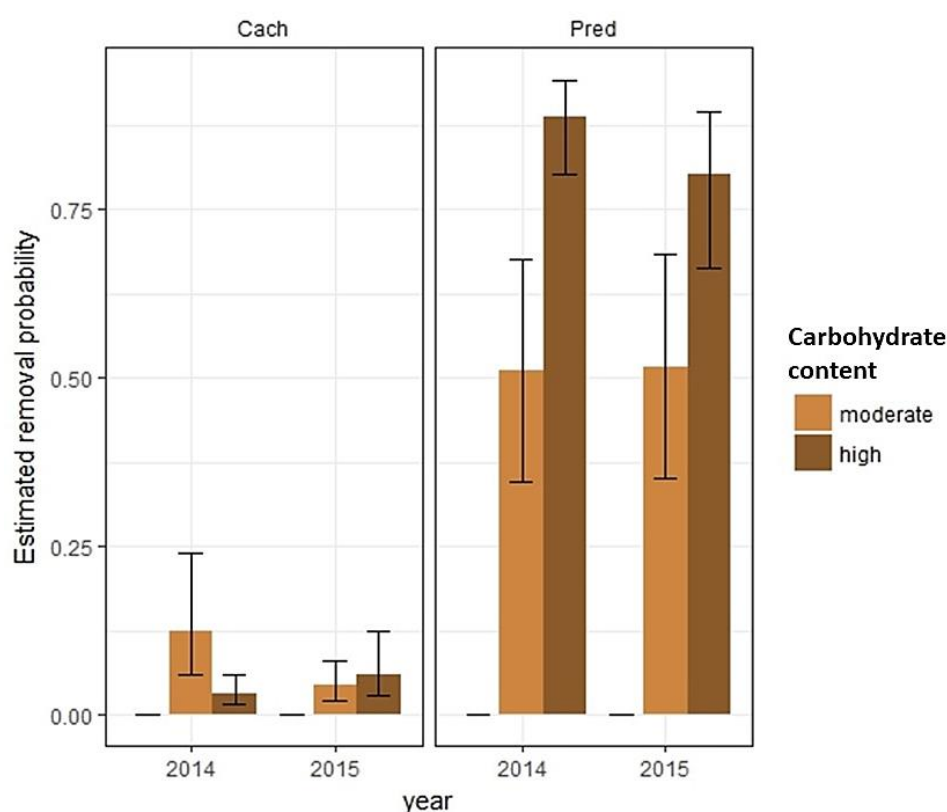 Cach
Pred
Estimated removal probability
0.75
0.50
0.25
0.00
2014
2015
2014
2015
year
Carbohydrate
content
moderate
high